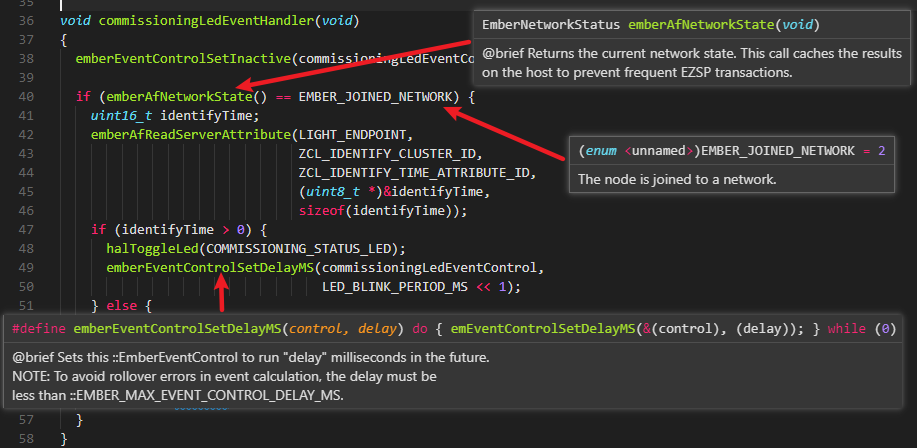 35
36 void commissioningLedEventHandler(void)
37 {
38 emberEventControlSetInactive(commissioningLedEventCo
39
40 if (emberAfNetworkState() == EMBER_JOINED_NETWORK) {
41 uint16_t identifyTime;
42 emberAfReadServerAttribute(LIGHT_ENDPOINT,
43 ZCL_IDENTIFY_CLUSTER_ID,
44 ZCL_IDENTIFY_TIME_ATTRIBUTE_ID,
45 (uint8_t *)&identifyTime,
46 sizeof(identifyTime));
47 if (identifyTime > 0) {
48 halToggleLed(COMMISSIONING_STATUS_LED);
49 emberEventControlSetDelayMS(commissioningLedEventControl,
50 LED_BLINK_PERIOD_MS << 1);
51 } else {
57 }
58 }
EmberNetworkStatus emberAfNetworkState(void)
@brief Returns the current network state. This call caches the results
on the host to prevent frequent EZSP transactions.
(enum <unnamed>)EMBER_JOINED_NETWORK = 2
The node is joined to a network.
#define emberEventControlSetDelayMS(control, delay) do { emEventControlSetDelayMS(&(control), (delay)); } while (0)
@brief Sets this ::EmberEventControl to run "delay" milliseconds in the future.
NOTE: To avoid rollover errors in event calculation, the delay must be
less than ::EMBER_MAX_EVENT_CONTROL_DELAY_MS.